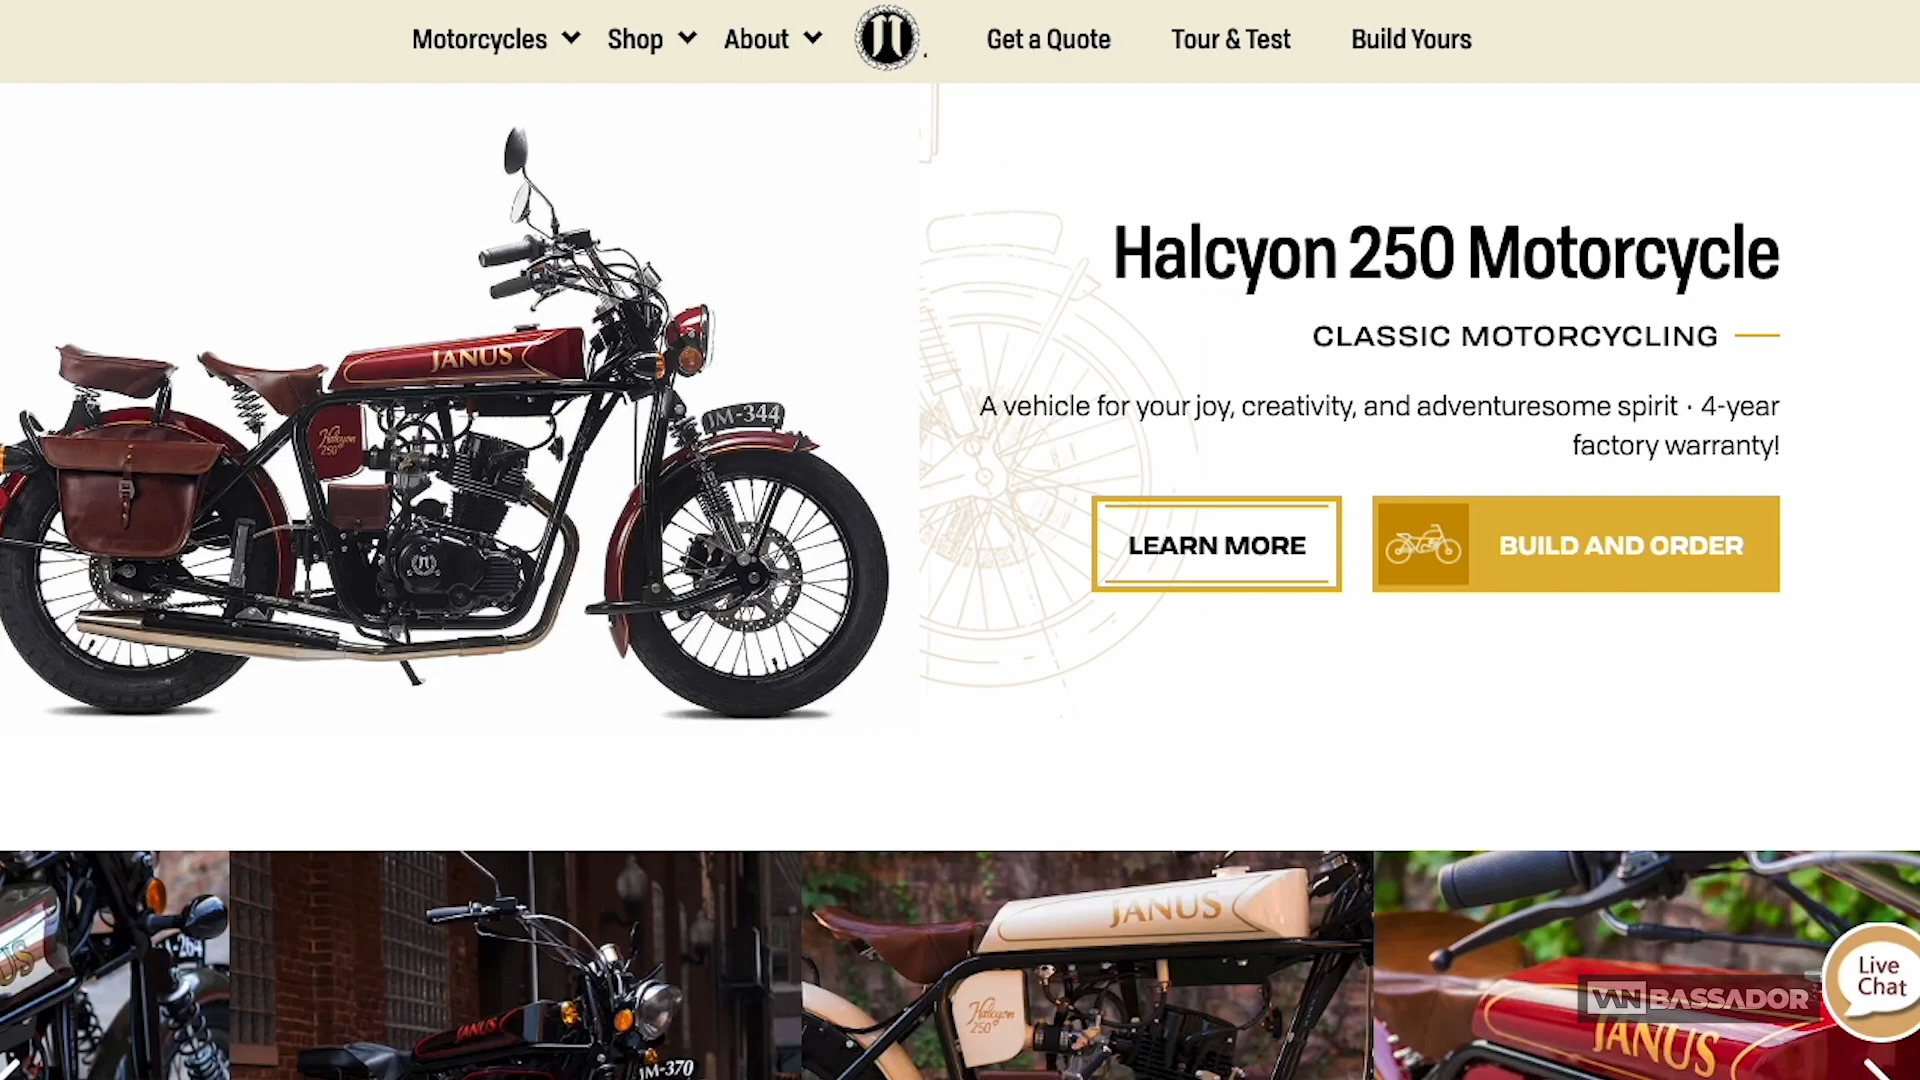 Motorcycles
Shop
About
Get a Quote
Tour & Test
Build Yours
Halcyon 250 Motorcycle
CLASSIC MOTORCYCLING
A vehicle for your joy, creativity, and adventuresome spirit · 4-year
factory warranty!
LEARN MORE
BUILD AND ORDER
JANUS
JM-344
Halcyon
250
US
JANUS
JM-370
JANUS
Halcyon
250
JANUS
VANBASSADOR
Live
Chat